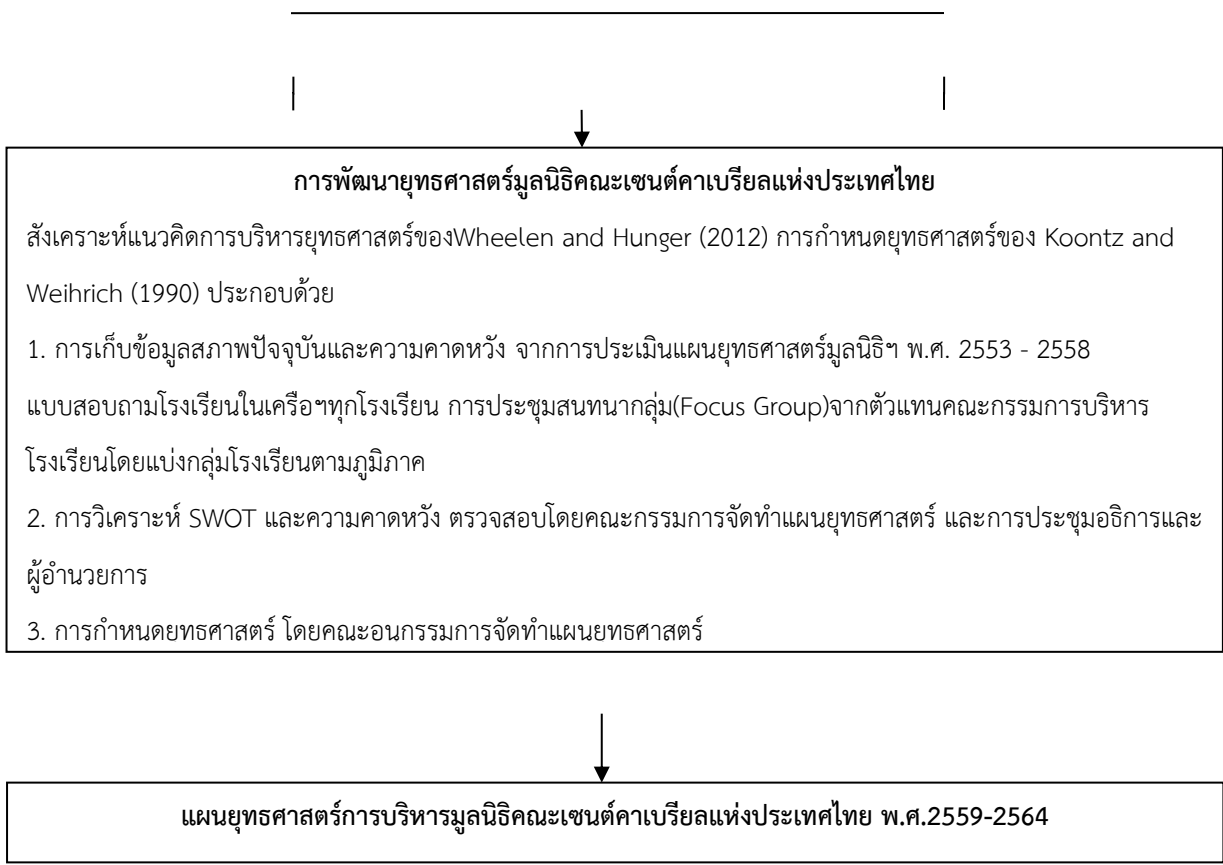 การพัฒนายุทธศาสตร์มูลนิธิคณะเซนต์คาเบรียลแห่งประเทศไทย
สังเคราะห์แนวคิดการบริหารยุทธศาสตร์ของWheelen and Hunger (2012) การกำหนดยุทธศาสตร์ของ Koontz and
Weihrich (1990) ประกอบด้วย
1. การเก็บข้อมูลสภาพปัจจุบันและความคาดหวัง จากการประเมินแผนยุทธศาสตร์มูลนิธิฯ พ.ศ. 2553 - 2558
แบบสอบถามโรงเรียนในเครือฯทุกโรงเรียน การประชุมสนทนากลุ่ม(Focus Group)จากตัวแทนคณะกรรมการบริหาร
โรงเรียนโดยแบ่งกลุ่มโรงเรียนตามภูมิภาค
2. การวิเคราะห์ SWOT และความคาดหวัง ตรวจสอบโดยคณะกรรมการจัดทำแผนยุทธศาสตร์ และการประชุมอธิการและ
ผู้อำนวยการ
3. การกำหนดยุทธศาสตร์ โดยคณะอนุกรรมการจัดทำแผนยุทธศาสตร์
แผนยุทธศาสตร์การบริหารมูลนิธิคณะเซนต์คาเบรียลแห่งประเทศไทย พ.ศ.2559-2564